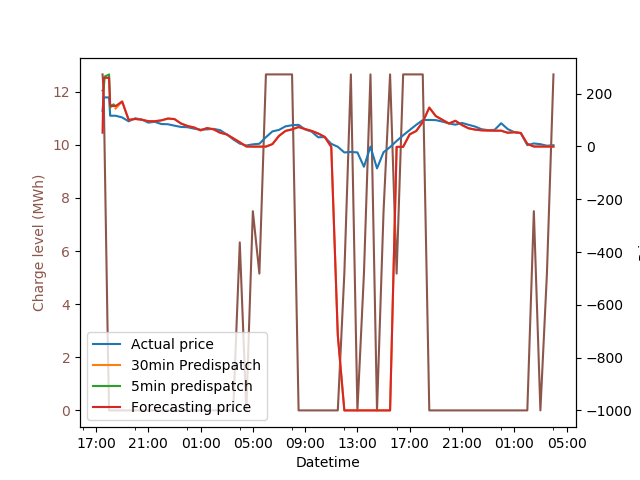 12
10
8
6
4
2
0
Charge level (MWh)
200
0
−200
−400
−600
−800
−1000
Actual price
30min Predispatch
5min predispatch
Forecasting price
17:00 21:00 01:00 05:00 09:00 13:00 17:00 21:00 01:00 05:00
Datetime